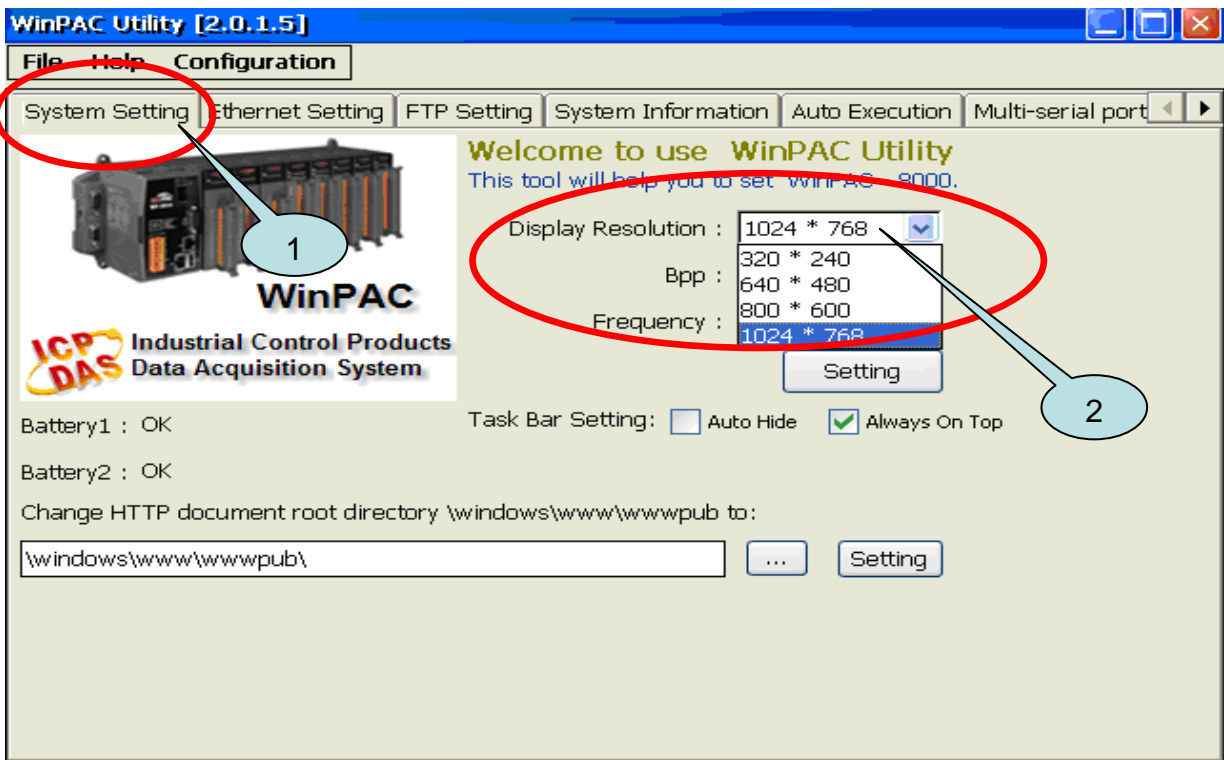 WinPAC Utility [2.0.1.5]
File Help Configuration
System Setting Ethernet Setting FTP Setting System Information Auto Execution Multi-serial port
Welcome to use WinPAC Utility
This tool will help you to set WinPAC - 8000.
1
WinPAC
ICP DAS
Industrial Control Products
Data Acquisition System
Display Resolution : 1024 * 768
320 * 240
640 * 480
800 * 600
1024 * 768
Bpp :
Frequency :
Setting
2
Task Bar Setting: Auto Hide Always On Top
Battery1 : OK
Battery2 : OK
Change HTTP document root directory \windows\www\wwwpub to:
\windows\www\wwwpub\ ... Setting